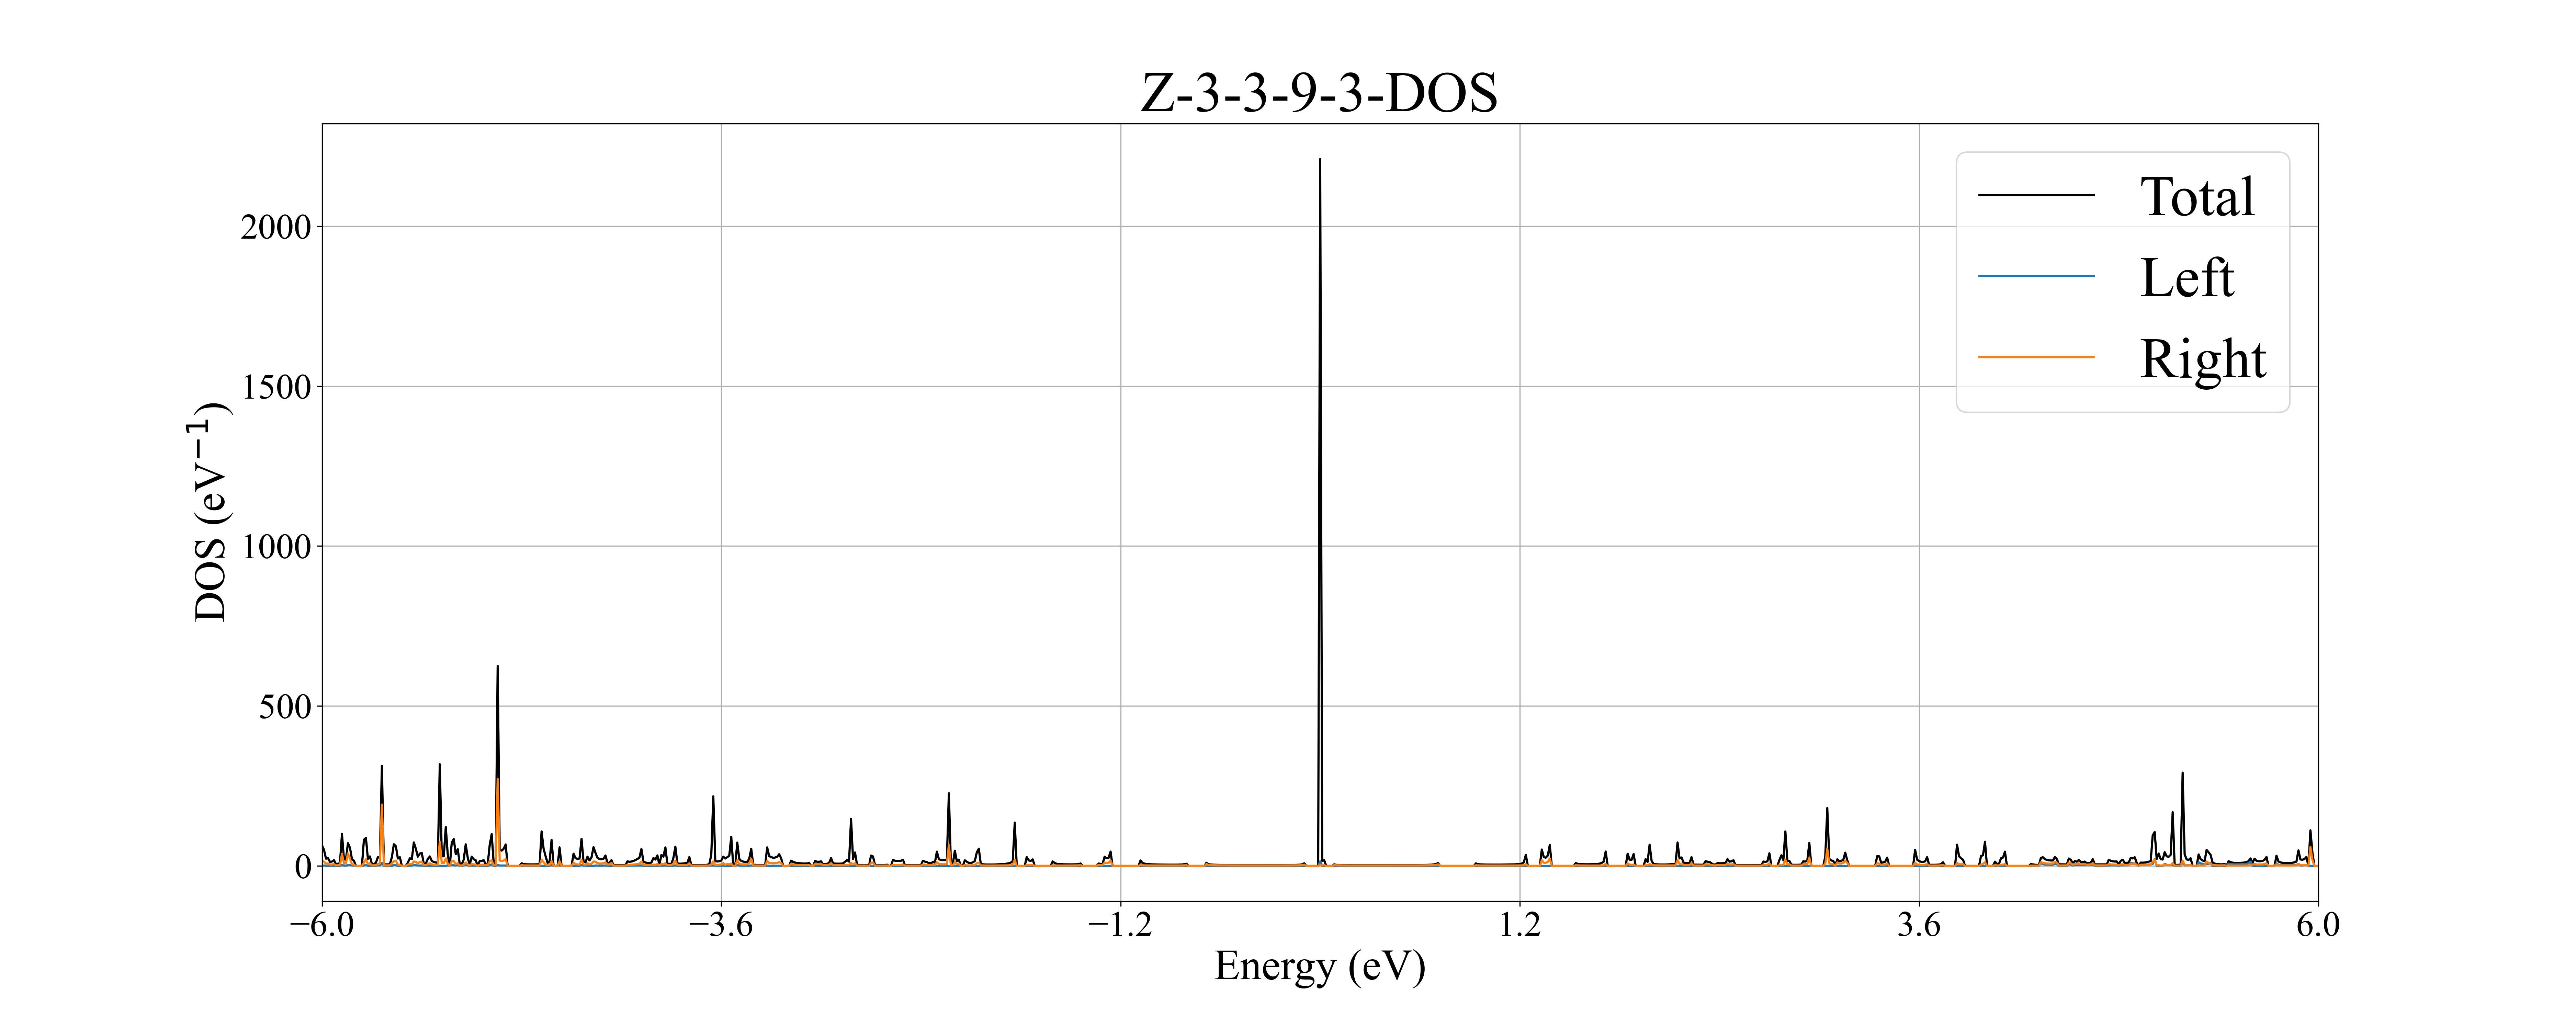 Z-3-3-9-3-DOS
Total
Left
Right
DOS (eV⁻¹)
2000
1500
1000
500
0
−6.0 −3.6 −1.2 1.2 3.6 6.0
Energy (eV)